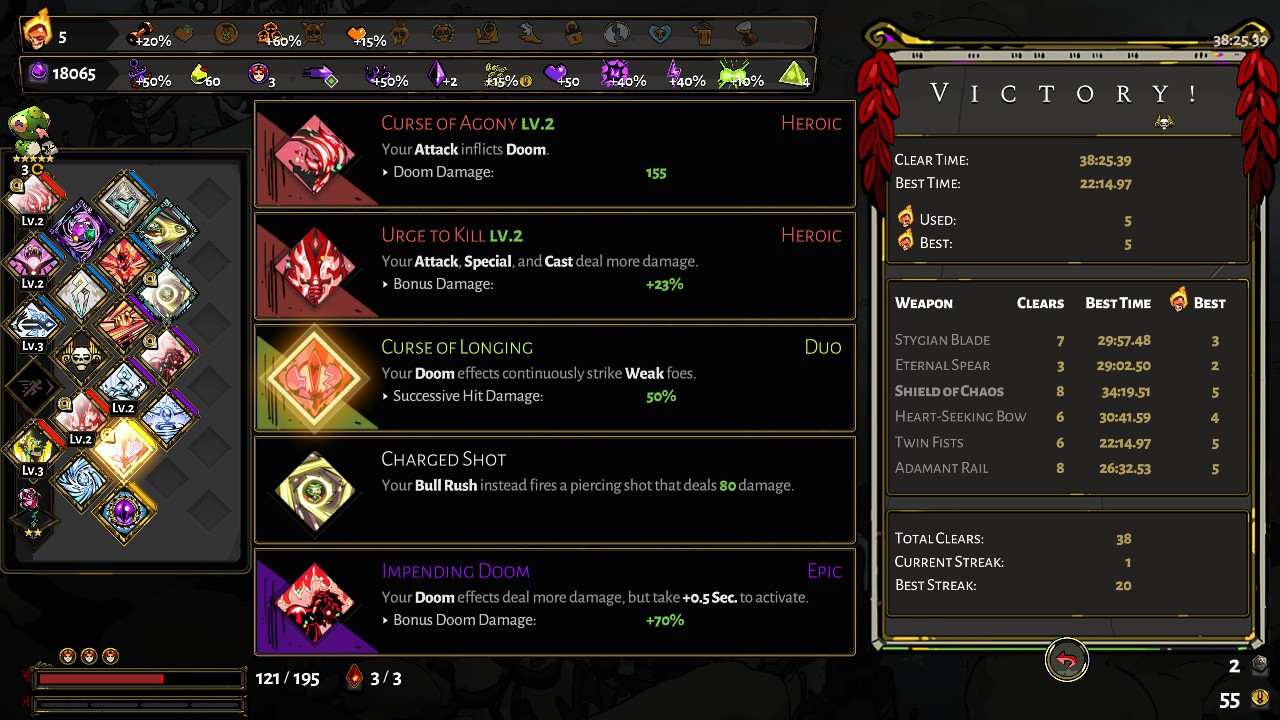 5
+20%
+60%
+15%
38:25.39
18065
+50%
60
3
+50%
+2
+15%
+50
+40%
+40%
+10%
4
VICTORY!
3
CURSE OF AGONY LV.2
HEROIC
Your Attack inflicts Doom.
Doom Damage: 155
URGE TO KILL LV.2
HEROIC
Your Attack, Special, and Cast deal more damage.
Bonus Damage: +23%
CURSE OF LONGING
DUO
Your Doom effects continuously strike Weak foes.
Successive Hit Damage: 50%
CHARGED SHOT
Your Bull Rush instead fires a piercing shot that deals 80 damage.
IMPENDING DOOM
EPIC
Your Doom effects deal more damage, but take +0.5 Sec. to activate.
Bonus Doom Damage: +70%
Lv.2
Lv.2
Lv.3
Lv.2
Lv.2
Lv.3
CLEAR TIME: 38:25.39
BEST TIME: 22:14.97
USED: 5
BEST: 5
WEAPON CLEARS BEST TIME BEST
STYGIAN BLADE 7 29:57.48 3
ETERNAL SPEAR 3 29:02.50 2
SHIELD OF CHAOS 8 34:19.51 5
HEART-SEEKING BOW 6 30:41.59 4
TWIN FISTS 6 22:14.97 5
ADAMANT RAIL 8 26:32.53 5
TOTAL CLEARS: 38
CURRENT STREAK: 1
BEST STREAK: 20
121 / 195
3 / 3
2
55